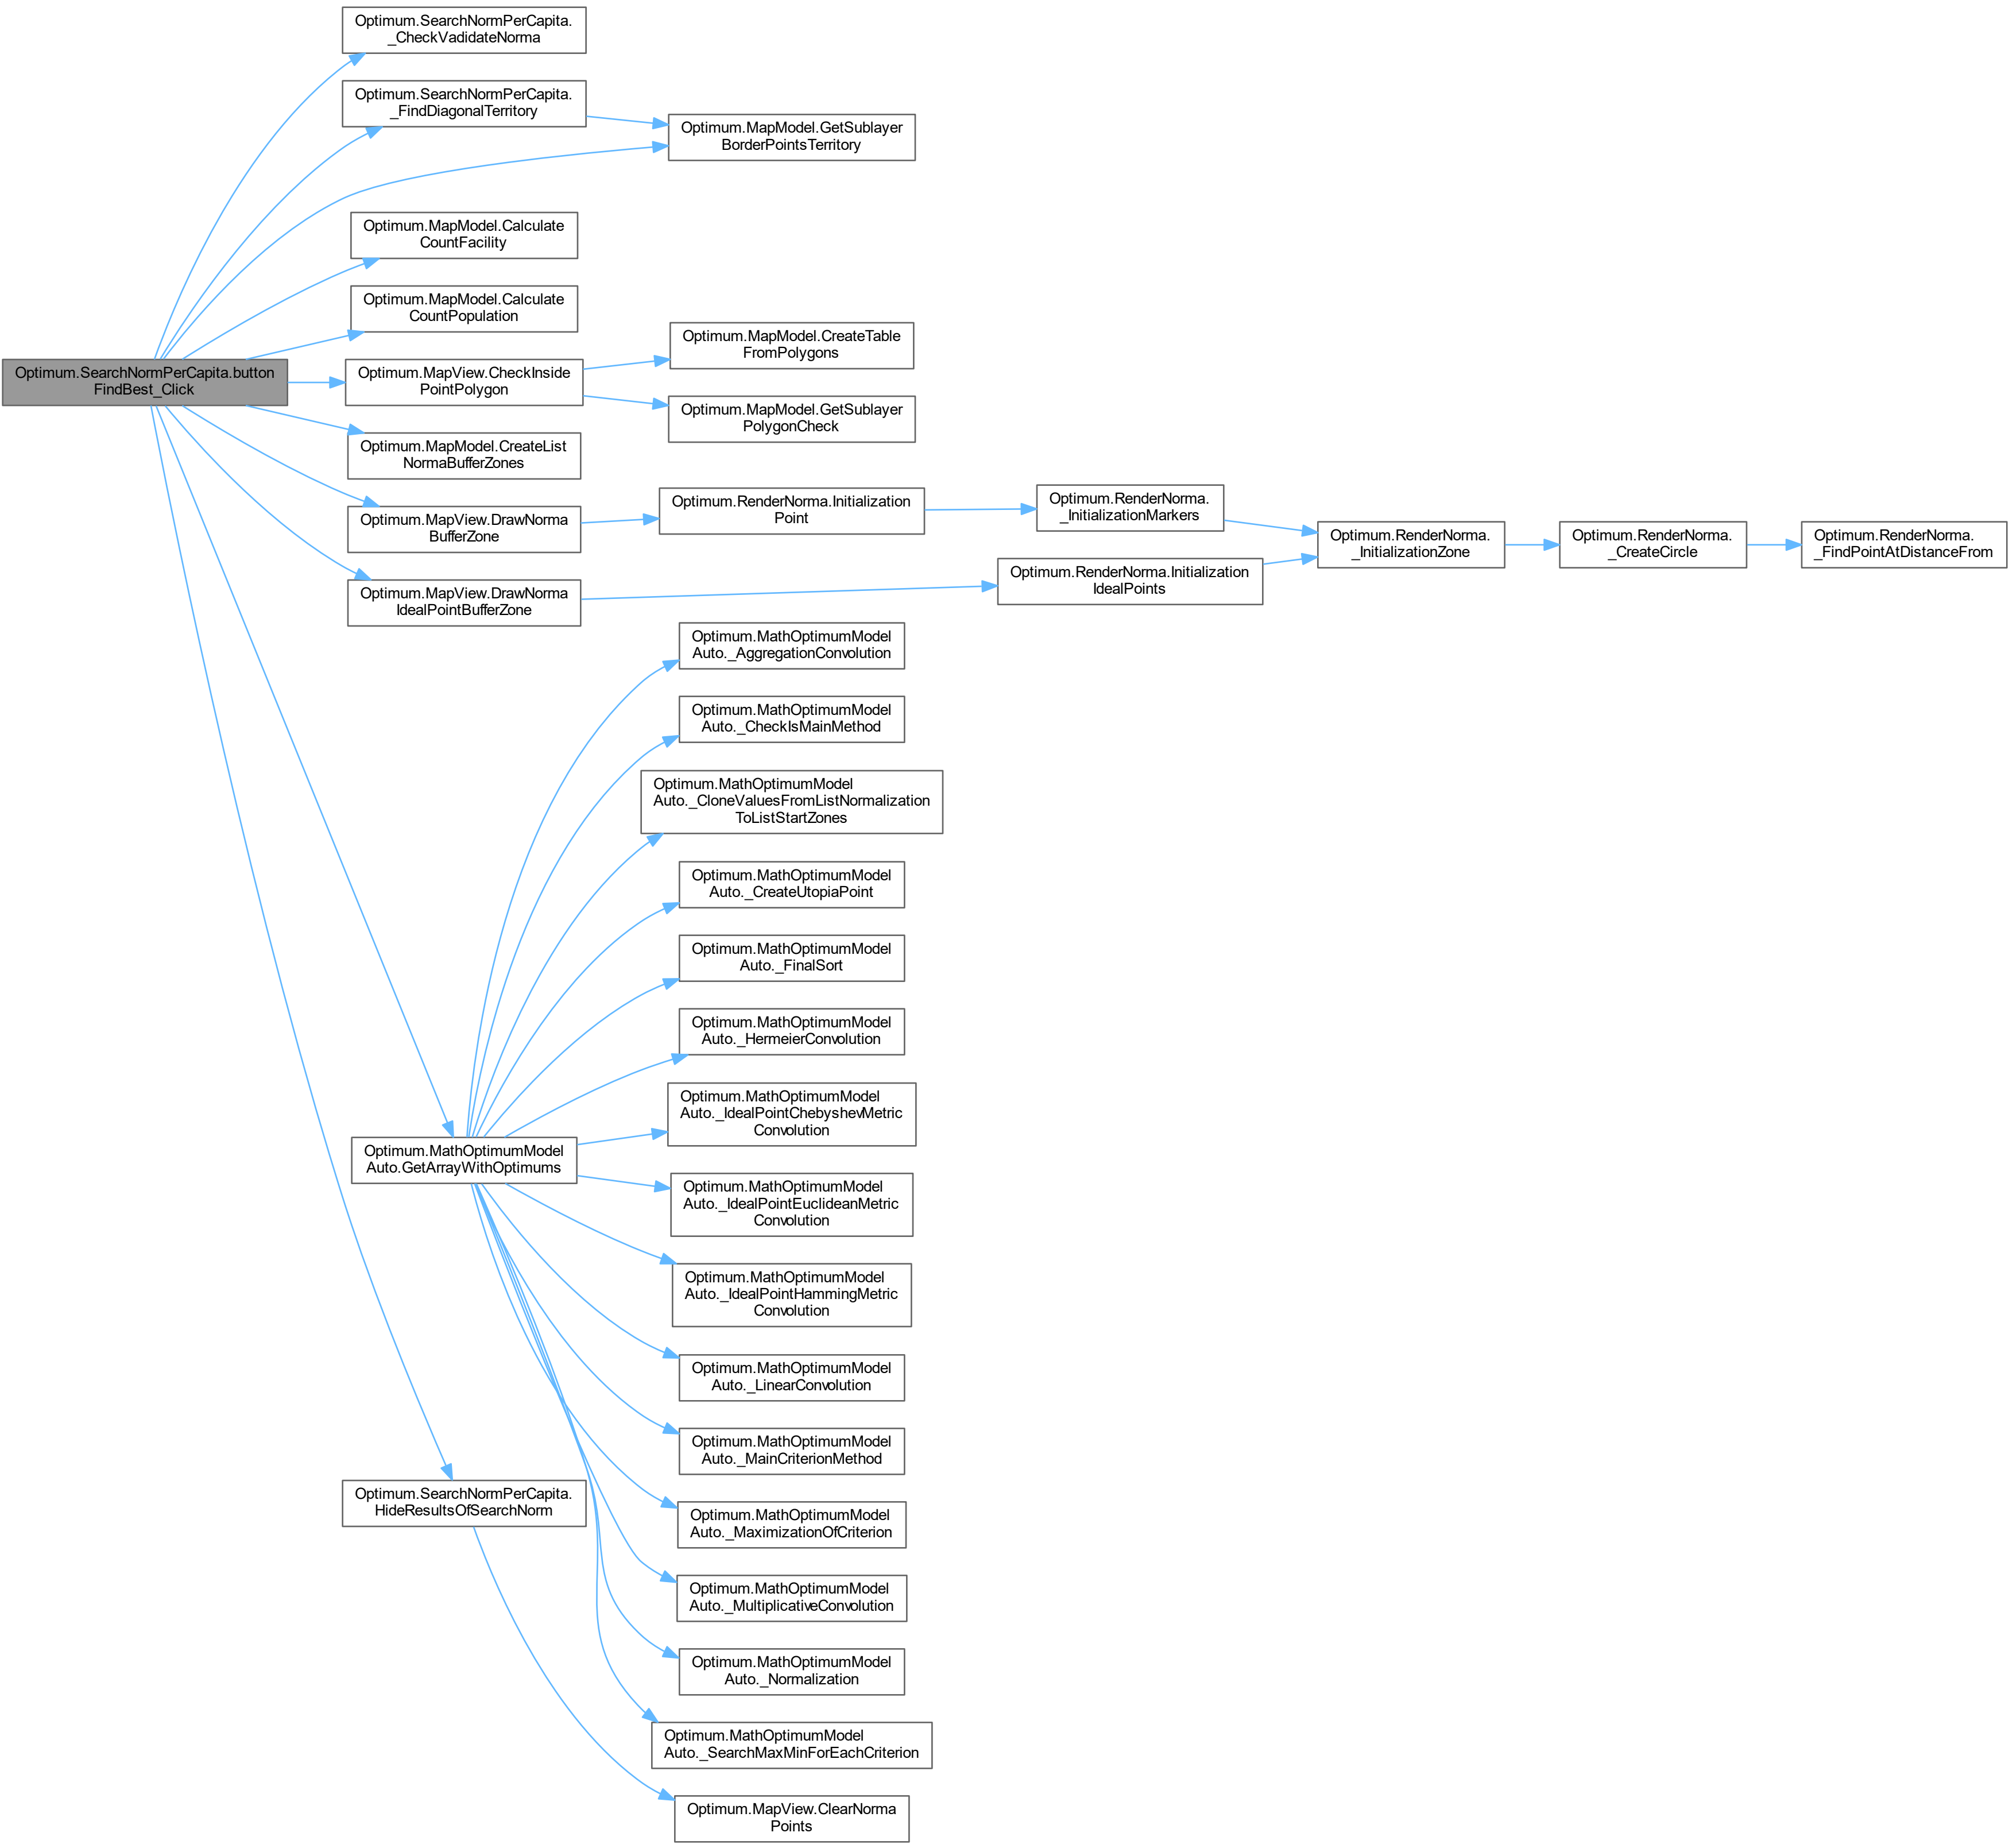 Optimum.SearchNormPerCapita.
_CheckVadidateNorma
Optimum.SearchNormPerCapita.
_FindDiagonalTerritory
Optimum.MapModel.GetSublayer
BorderPointsTerritory
Optimum.MapModel.Calculate
CountFacility
Optimum.MapModel.Calculate
CountPopulation
Optimum.SearchNormPerCapita.button
FindBest_Click
Optimum.MapView.CheckInside
PointPolygon
Optimum.MapModel.CreateTable
FromPolygons
Optimum.MapModel.GetSublayer
PolygonCheck
Optimum.MapModel.CreateList
NormaBufferZones
Optimum.MapView.DrawNorma
BufferZone
Optimum.RenderNorma.Initialization
Point
Optimum.RenderNorma.
_InitializationMarkers
Optimum.RenderNorma.
_InitializationZone
Optimum.RenderNorma.
_CreateCircle
Optimum.RenderNorma.
_FindPointAtDistanceFrom
Optimum.MapView.DrawNorma
IdealPointBufferZone
Optimum.RenderNorma.Initialization
IdealPoints
Optimum.MathOptimumModel
Auto._AggregationConvolution
Optimum.MathOptimumModel
Auto._CheckIsMainMethod
Optimum.MathOptimumModel
Auto._CloneValuesFromListNormalization
ToListStartZones
Optimum.MathOptimumModel
Auto._CreateUtopiaPoint
Optimum.MathOptimumModel
Auto._FinalSort
Optimum.MathOptimumModel
Auto._HermeierConvolution
Optimum.MathOptimumModel
Auto._IdealPointChebyshevMetric
Convolution
Optimum.MathOptimumModel
Auto.GetArrayWithOptimums
Optimum.MathOptimumModel
Auto._IdealPointEuclideanMetric
Convolution
Optimum.MathOptimumModel
Auto._IdealPointHammingMetric
Convolution
Optimum.MathOptimumModel
Auto._LinearConvolution
Optimum.MathOptimumModel
Auto._MainCriterionMethod
Optimum.SearchNormPerCapita.
HideResultsOfSearchNorm
Optimum.MathOptimumModel
Auto._MaximizationOfCriterion
Optimum.MathOptimumModel
Auto._MultiplicativeConvolution
Optimum.MathOptimumModel
Auto._Normalization
Optimum.MathOptimumModel
Auto._SearchMaxMinForEachCriterion
Optimum.MapView.ClearNorma
Points